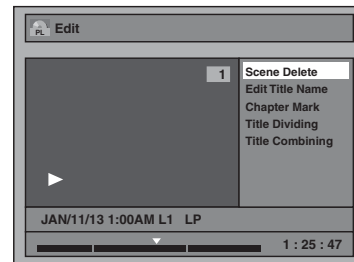 PL Edit
1
Scene Delete
Edit Title Name
Chapter Mark
Title Dividing
Title Combining
JAN/11/13 1:00AM L1 LP
1 : 25 : 47